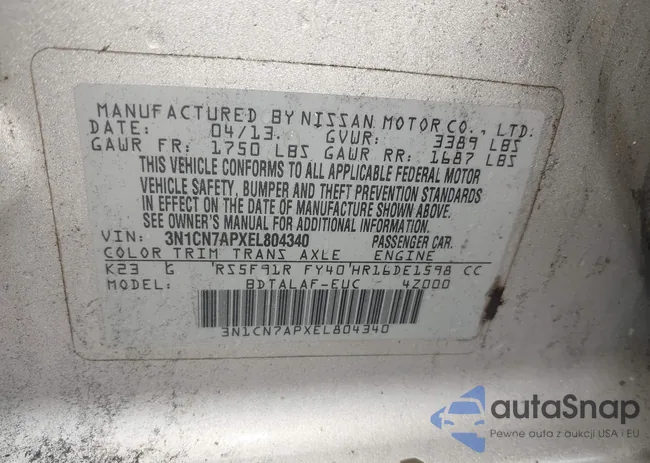 MANUFACTURED BY NISSAN MOTOR CO., LTD.
DATE: 04/13. GVWR: 3389 LBS
GAWR FR: 1750 LBS GAWR RR: 1687 LBS
THIS VEHICLE CONFORMS TO ALL APPLICABLE FEDERAL MOTOR
VEHICLE SAFETY, BUMPER AND THEFT PREVENTION STANDARDS
IN EFFECT ON THE DATE OF MANUFACTURE SHOWN ABOVE.
SEE OWNER'S MANUAL FOR ADDITIONAL INFORMATION.
VIN: 3N1CN7APXEL804340 PASSENGER CAR.
COLOR TRIM TRANS AXLE ENGINE
K23 G 'RS5F91R FY40'HR16DE1598 CC
MODEL: BDTALAF-EUC 4Z000
3N1CN7APXEL804340
autaSnap
Pewne auta z aukcji USA i EU